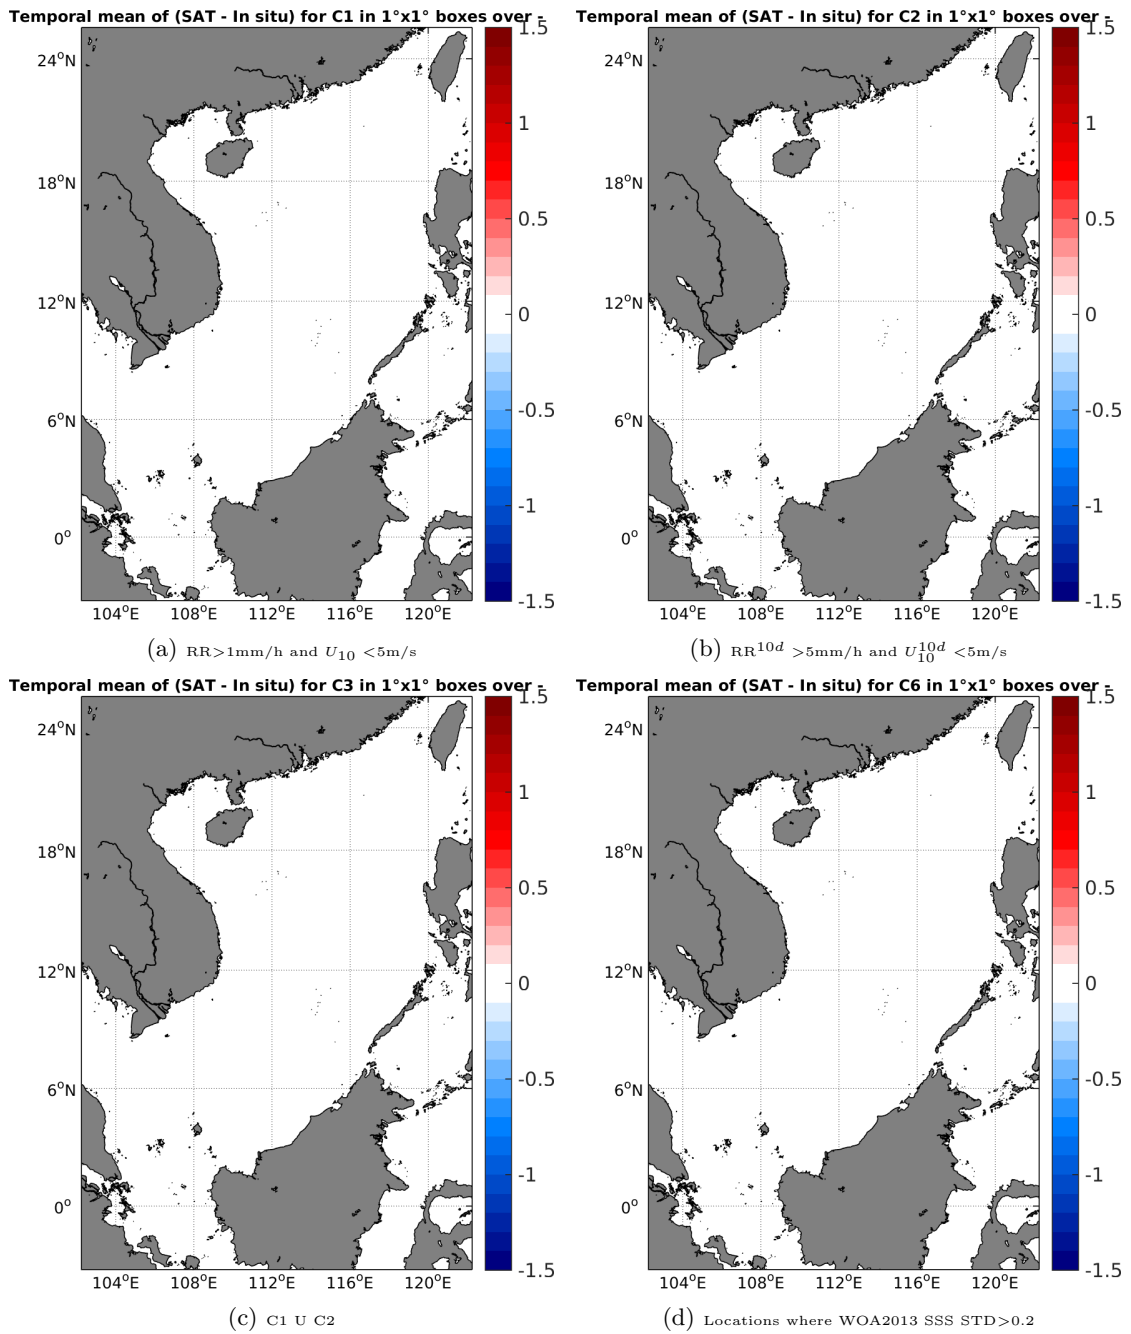 Temporal mean of (SAT - In situ) for C1 in 1°x1° boxes over -
24°N
18°N
12°N
6°N
0°
104°E 108°E 112°E 116°E 120°E
1.5
1
0.5
0
-0.5
-1
-1.5
(a) RR>1mm/h and U10 <5m/s
Temporal mean of (SAT - In situ) for C2 in 1°x1° boxes over -
24°N
18°N
12°N
6°N
0°
104°E 108°E 112°E 116°E 120°E
1.5
1
0.5
0
-0.5
-1
-1.5
(b) RR^10d >5mm/h and U10^10d <5m/s
Temporal mean of (SAT - In situ) for C3 in 1°x1° boxes over -
24°N
18°N
12°N
6°N
0°
104°E 108°E 112°E 116°E 120°E
1.5
1
0.5
0
-0.5
-1
-1.5
(c) C1 U C2
Temporal mean of (SAT - In situ) for C6 in 1°x1° boxes over -
24°N
18°N
12°N
6°N
0°
104°E 108°E 112°E 116°E 120°E
1.5
1
0.5
0
-0.5
-1
-1.5
(d) Locations where WOA2013 SSS STD>0.2